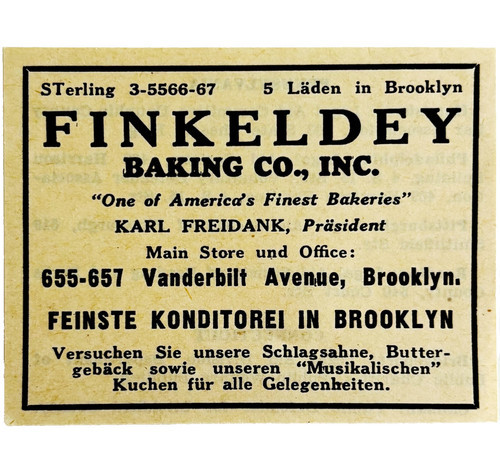 STerling 3-5566-67 5 Läden in Brooklyn
FINKELDEY
BAKING CO., INC.
"One of America's Finest Bakeries"
KARL FREIDANK, Präsident
Main Store und Office:
655-657 Vanderbilt Avenue, Brooklyn.
FEINSTE KONDITOREI IN BROOKLYN
Versuchen Sie unsere Schlagsahne, Butter-
gebäck sowie unseren "Musikalischen"
Kuchen für alle Gelegenheiten.